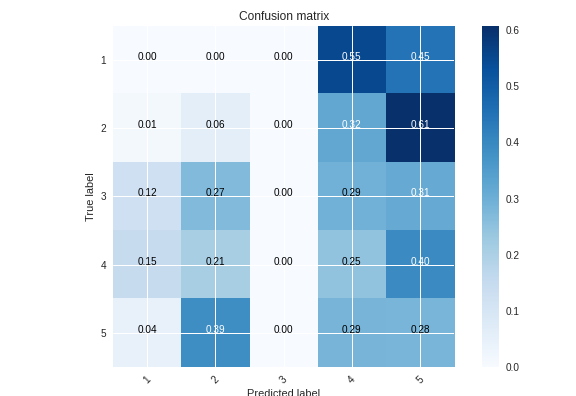 Confusion matrix
1 0.00 0.00 0.00 0.55 0.45
2 0.01 0.06 0.00 0.32 0.61
3 0.12 0.27 0.00 0.29 0.31
4 0.15 0.21 0.00 0.25 0.40
5 0.04 0.39 0.00 0.29 0.28
1 2 3 4 5
True label
Predicted label
0.6
0.5
0.4
0.3
0.2
0.1
0.0